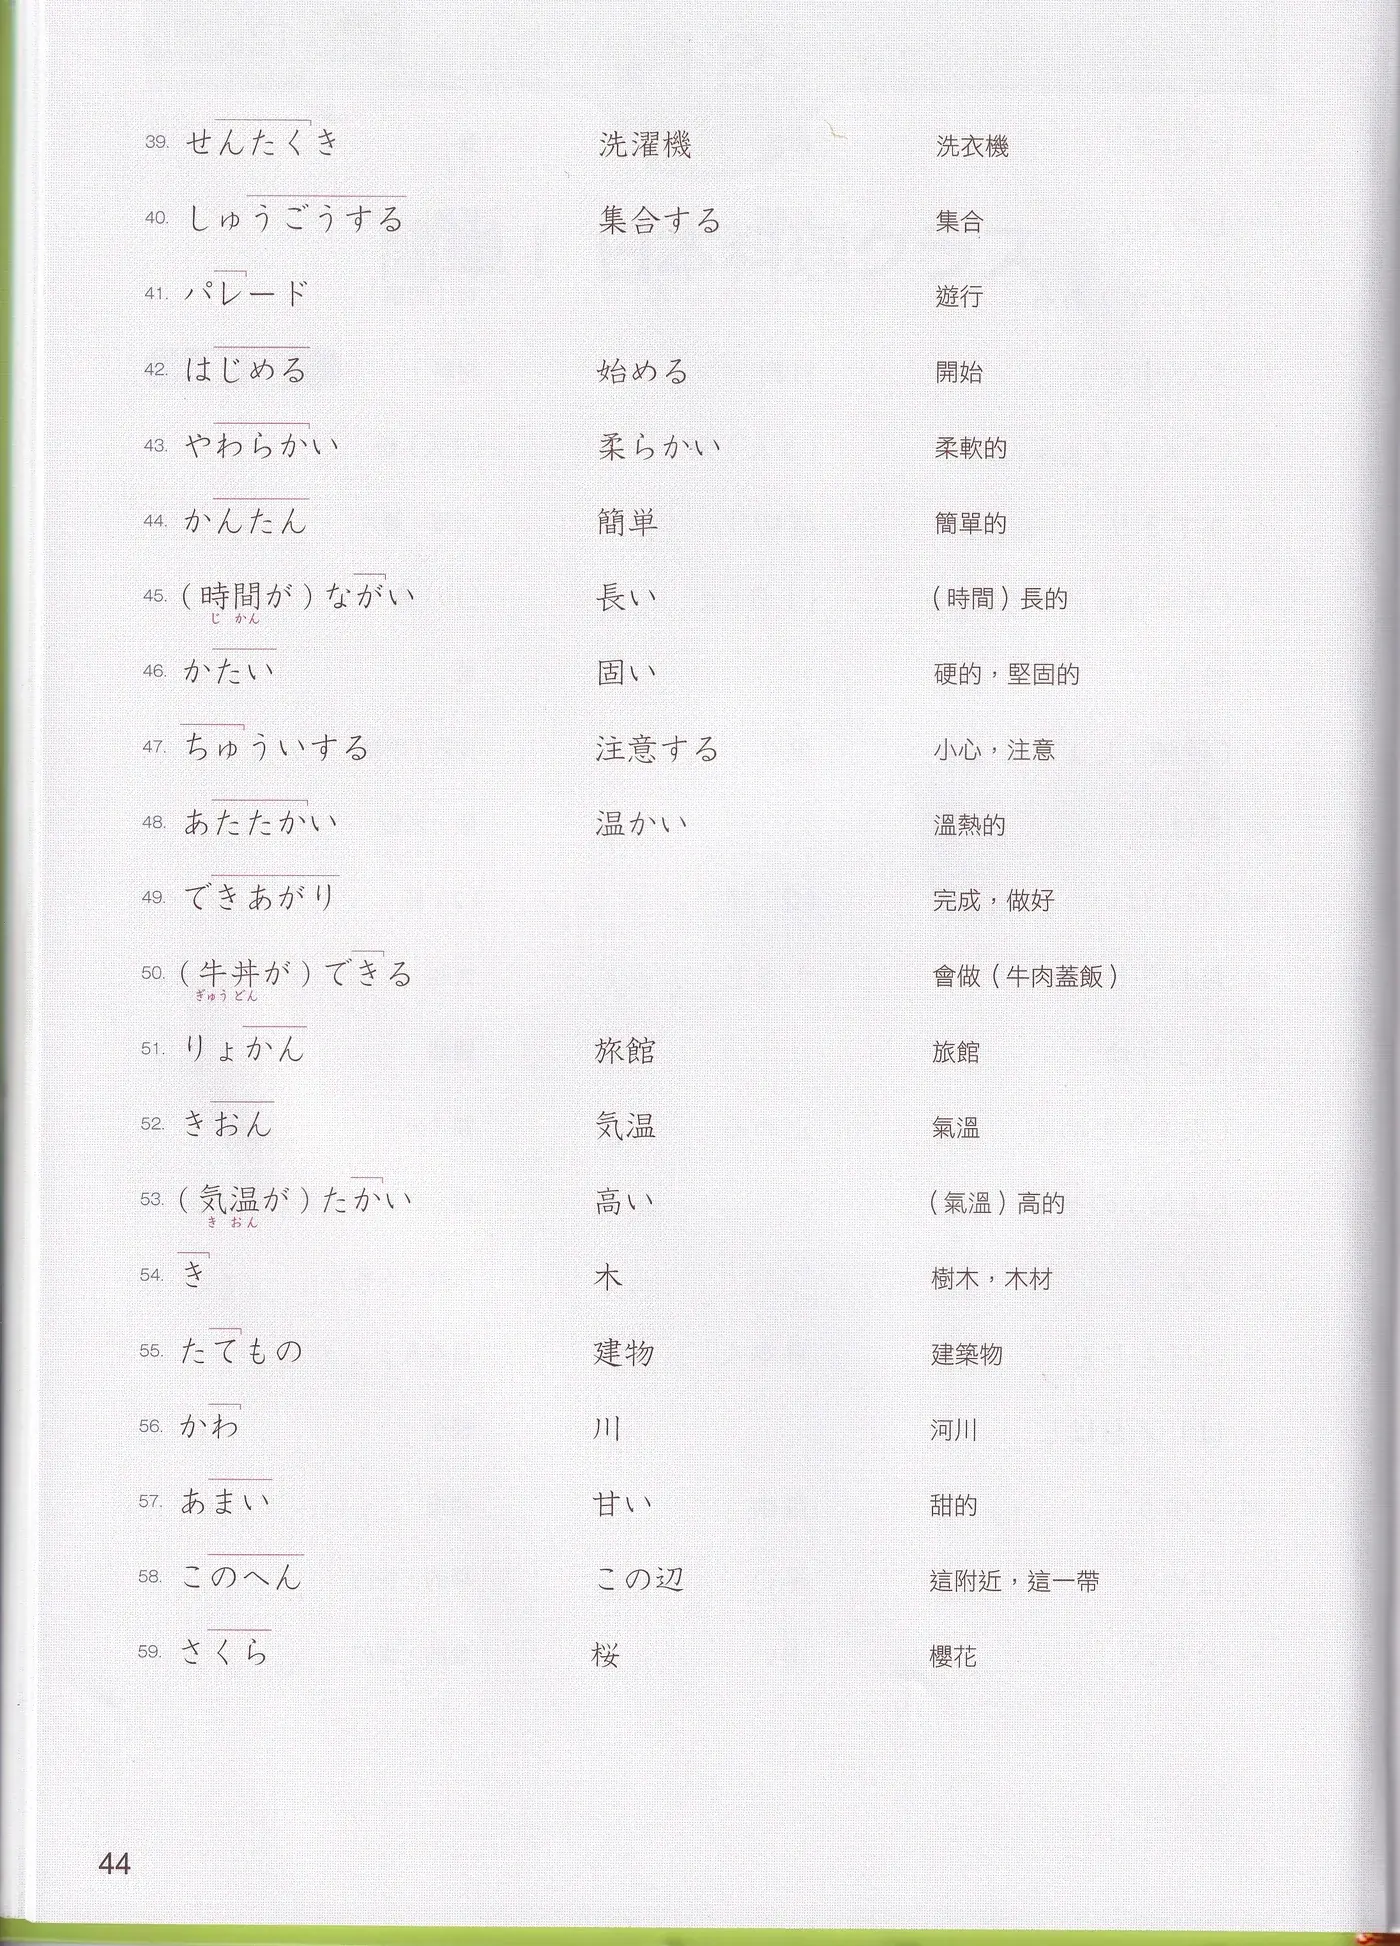 39. せんたくき 洗濯機 洗衣機
40. しゅうごうする 集合する 集合
41. パレード 遊行
42. はじめる 始める 開始
43. やわらかい 柔らかい 柔軟的
44. かんたん 簡単 簡單的
45. (時間が)ながい 長い (時間)長的
じ かん
46. かたい 固い 硬的，堅固的
47. ちゅういする 注意する 小心，注意
48. あたたかい 温かい 溫熱的
49. できあがり 完成，做好
50. (牛丼が)できる 會做(牛肉蓋飯)
ぎゅう どん
51. りょかん 旅館 旅館
52. きおん 気温 氣溫
53. (気温が)たかい 高い (氣溫)高的
き おん
54. き 木 樹木，木材
55. たてもの 建物 建築物
56. かわ 川 河川
57. あまい 甘い 甜的
58. このへん この辺 這附近，這一帶
59. さくら 桜 櫻花
44